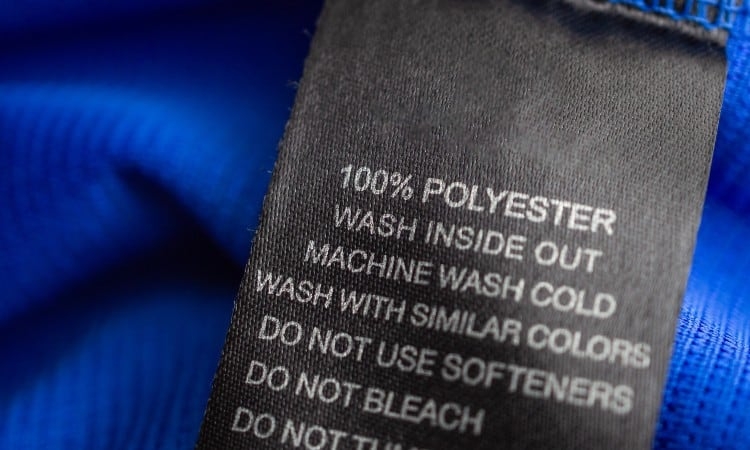 100% POLYESTER
WASH INSIDE OUT
MACHINE WASH COLD
WASH WITH SIMILAR COLORS
DO NOT USE SOFTENERS
DO NOT BLEACH
DO NOT